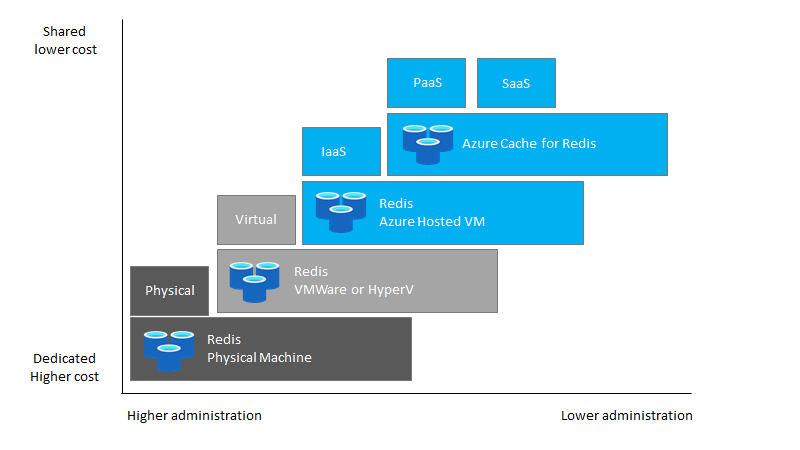 Shared
lower cost
PaaS
SaaS
Azure Cache for Redis
IaaS
Redis
Azure Hosted VM
Virtual
Redis
VMWare or HyperV
Physical
Redis
Physical Machine
Dedicated
Higher cost
Higher administration
Lower administration